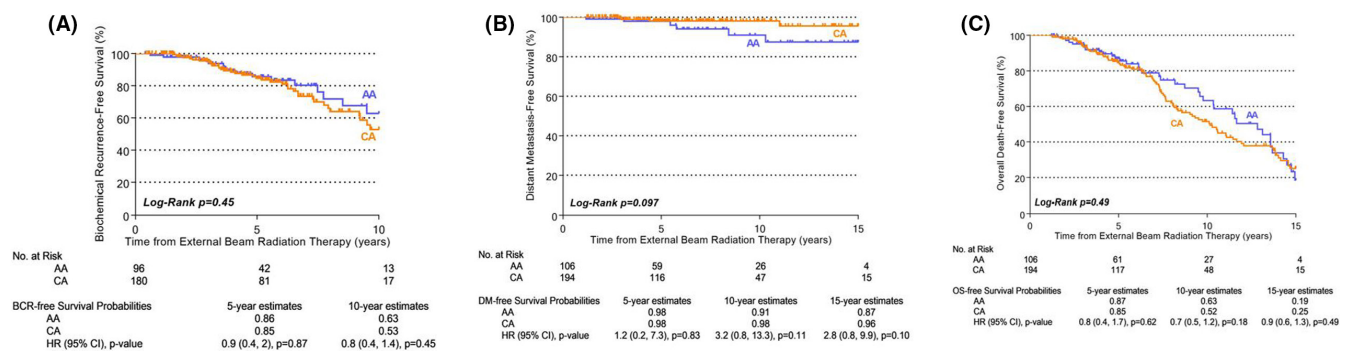 (A)
Biochemical Recurrence-Free Survival (%)
100
80
60
40
20
0
AA
CA
Log-Rank p=0.45
0 5 10
Time from External Beam Radiation Therapy (years)
No. at Risk
AA 96 42 13
CA 180 81 17
BCR-free Survival Probabilities 5-year estimates 10-year estimates
AA 0.86 0.63
CA 0.85 0.53
HR (95% CI), p-value 0.9 (0.4, 2), p=0.87 0.8 (0.4, 1.4), p=0.45
(B)
Distant Metastasis-Free Survival (%)
100
80
60
40
20
0
CA
AA
Log-Rank p=0.097
0 5 10 15
Time from External Beam Radiation Therapy (years)
No. at Risk
AA 106 59 26 4
CA 194 116 47 15
DM-free Survival Probabilities 5-year estimates 10-year estimates 15-year estimates
AA 0.98 0.91 0.87
CA 0.98 0.98 0.96
HR (95% CI), p-value 1.2 (0.2, 7.3), p=0.83 3.2 (0.8, 13.3), p=0.11 2.8 (0.8, 9.9), p=0.10
(C)
Overall Death-Free Survival (%)
100
80
60
40
20
0
AA
CA
Log-Rank p=0.49
0 5 10 15
Time from External Beam Radiation Therapy (years)
No. at Risk
AA 106 61 27 4
CA 194 117 48 15
OS-free Survival Probabilities 5-year estimates 10-year estimates 15-year estimates
AA 0.87 0.63 0.19
CA 0.85 0.52 0.25
HR (95% CI), p-value 0.8 (0.4, 1.7), p=0.62 0.7 (0.5, 1.2), p=0.18 0.9 (0.6, 1.3), p=0.49